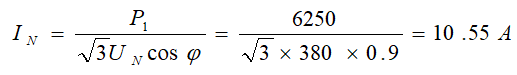 I_N = P_1 / (√3 U_N cos φ) = 6250 / (√3 × 380 × 0.9) = 10 .55 A